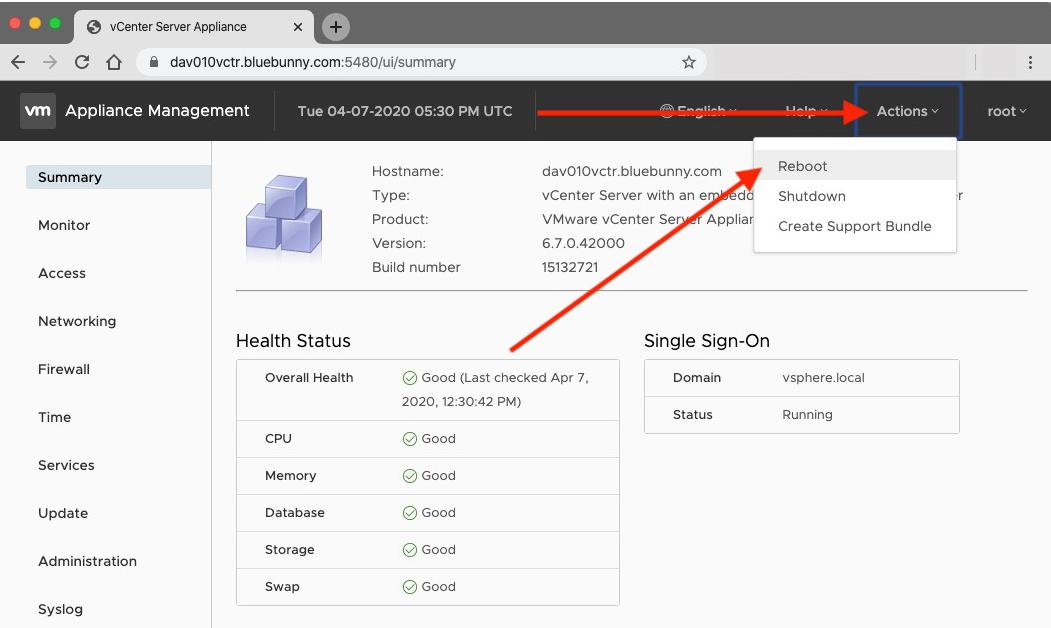 vCenter Server Appliance
dav010vctr.bluebunny.com:5480/ui/summary
vm Appliance Management Tue 04-07-2020 05:30 PM UTC English Help Actions root
Reboot
Shutdown
Create Support Bundle
Summary
Monitor
Access
Networking
Firewall
Time
Services
Update
Administration
Syslog
Hostname: dav010vctr.bluebunny.com
Type: vCenter Server with an embedd r
Product: VMware vCenter Server Applian
Version: 6.7.0.42000
Build number 15132721
Health Status
Overall Health Good (Last checked Apr 7,
2020, 12:30:42 PM)
CPU Good
Memory Good
Database Good
Storage Good
Swap Good
Single Sign-On
Domain vsphere.local
Status Running